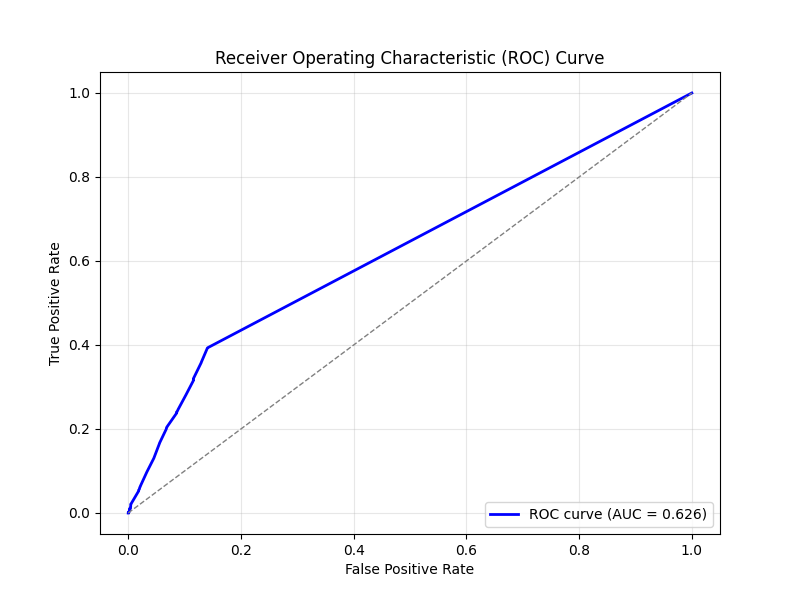 Receiver Operating Characteristic (ROC) Curve
1.0
0.8
0.6
0.4
0.2
0.0
True Positive Rate
ROC curve (AUC = 0.626)
0.0 0.2 0.4 0.6 0.8 1.0
False Positive Rate